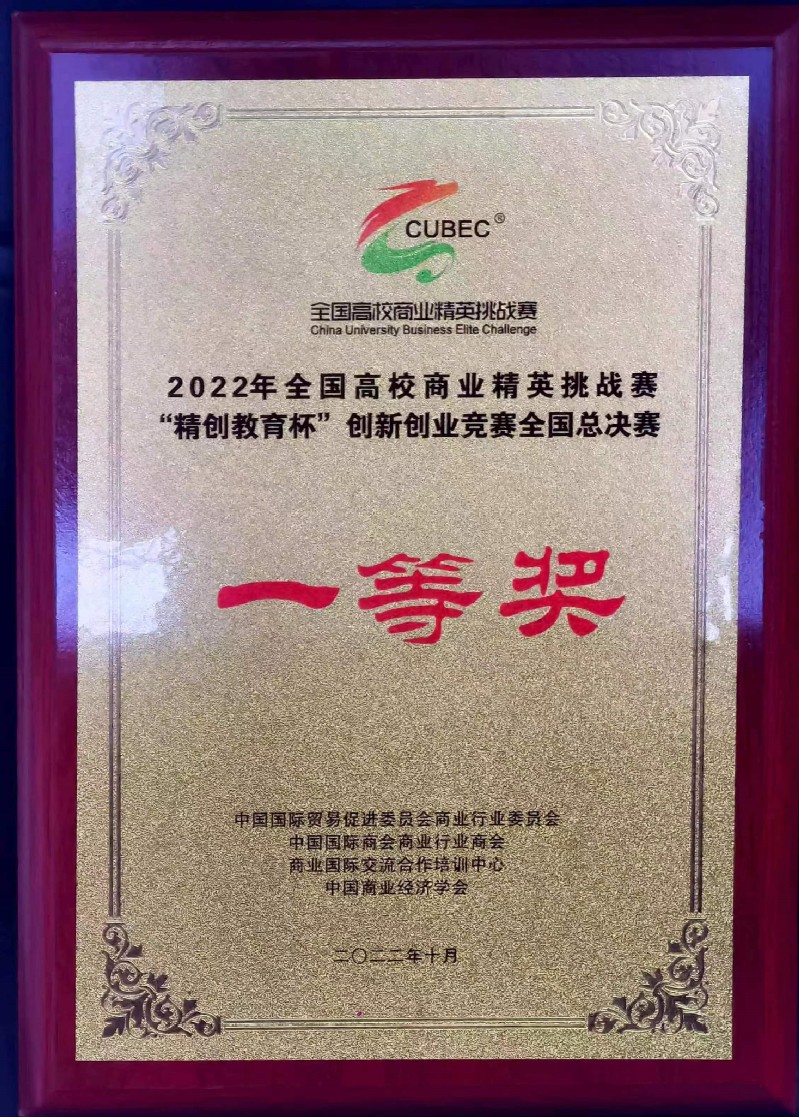 CUBEC®
全国高校商业精英挑战赛
China University Business Elite Challenge
2022年全国高校商业精英挑战赛
“精创教育杯”创新创业竞赛全国总决赛
一等奖
中国国际贸易促进委员会商业行业委员会
中国国际商会商业行业商会
商业国际交流合作培训中心
中国商业经济学会
二〇二二年十月